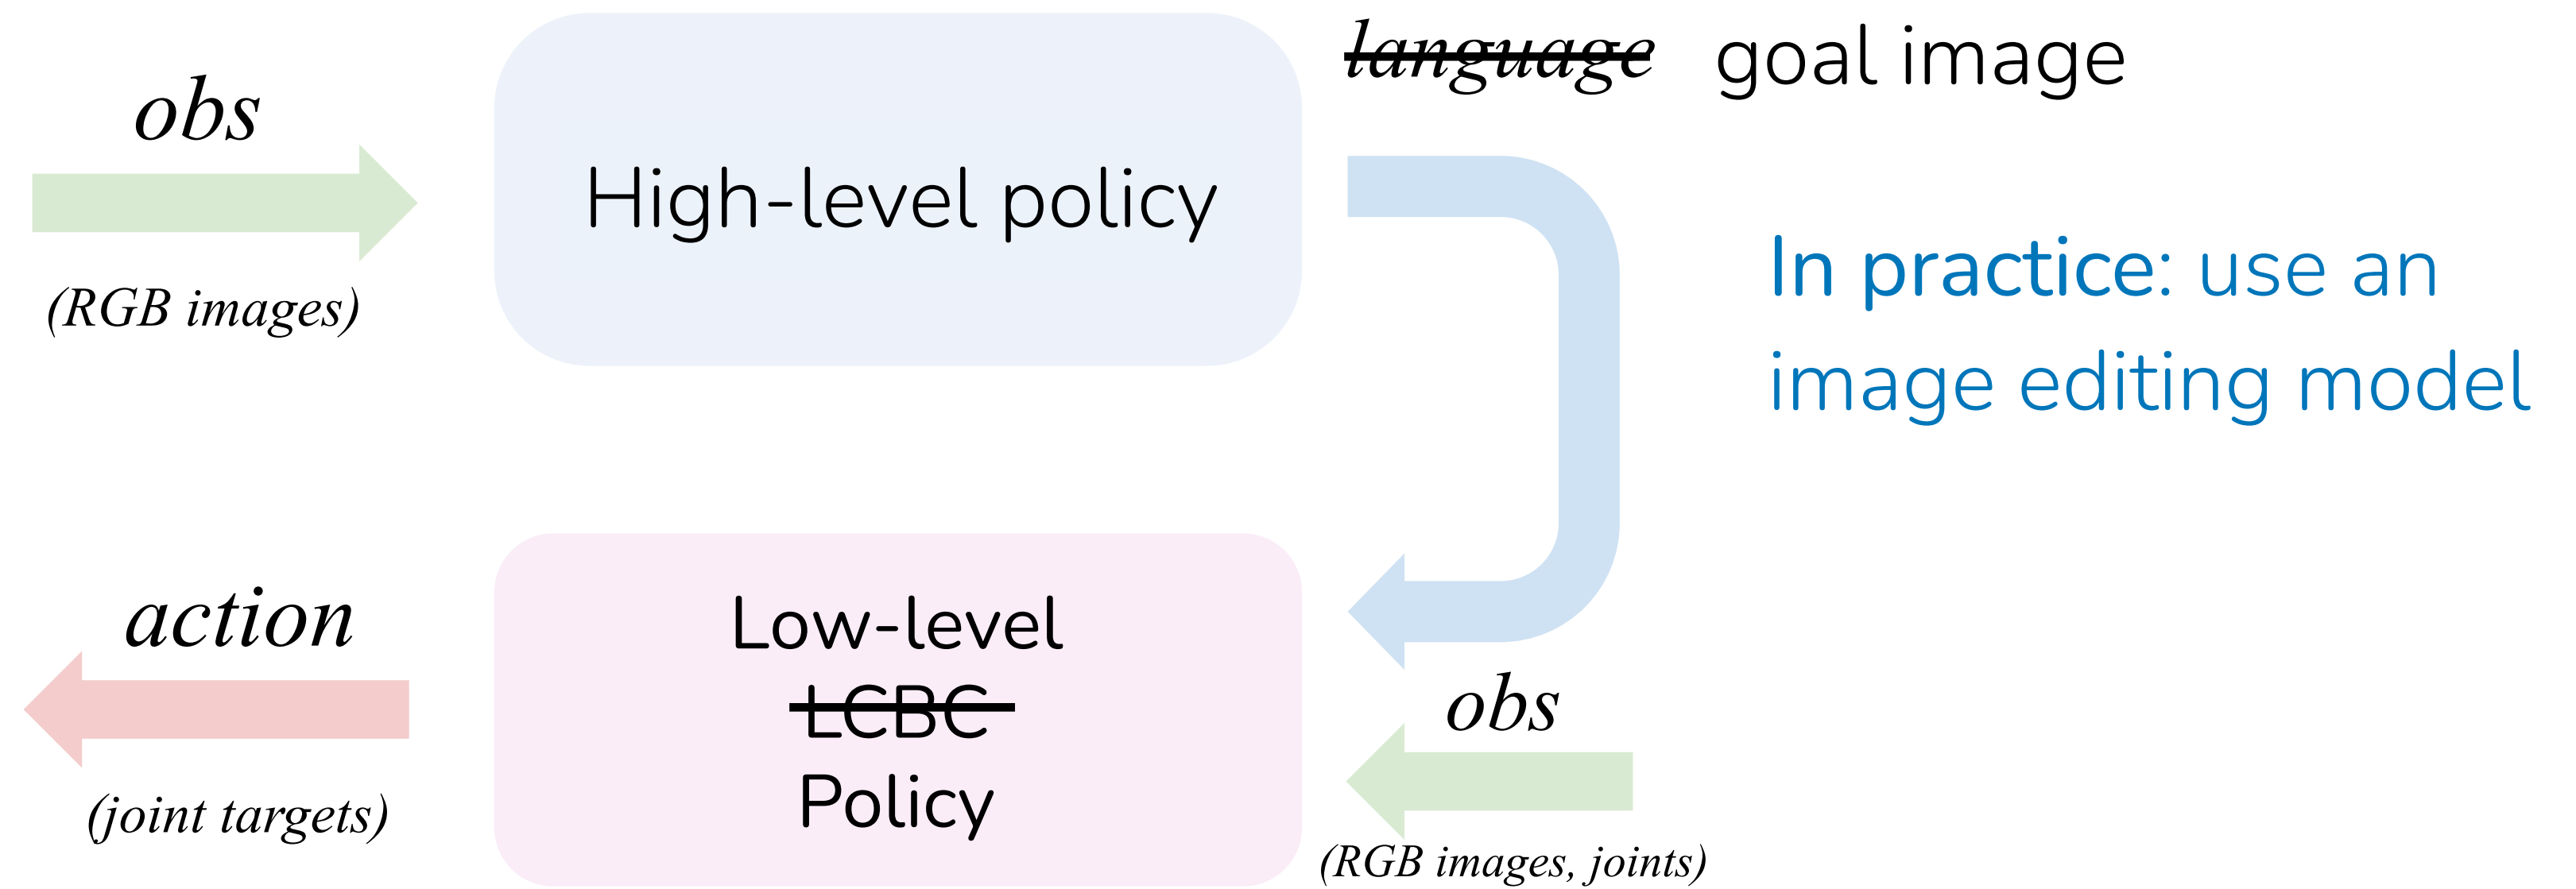 obs
(RGB images)
High-level policy
language goal image
In practice: use an
image editing model
action
(joint targets)
Low-level
LCBC
Policy
obs
(RGB images, joints)